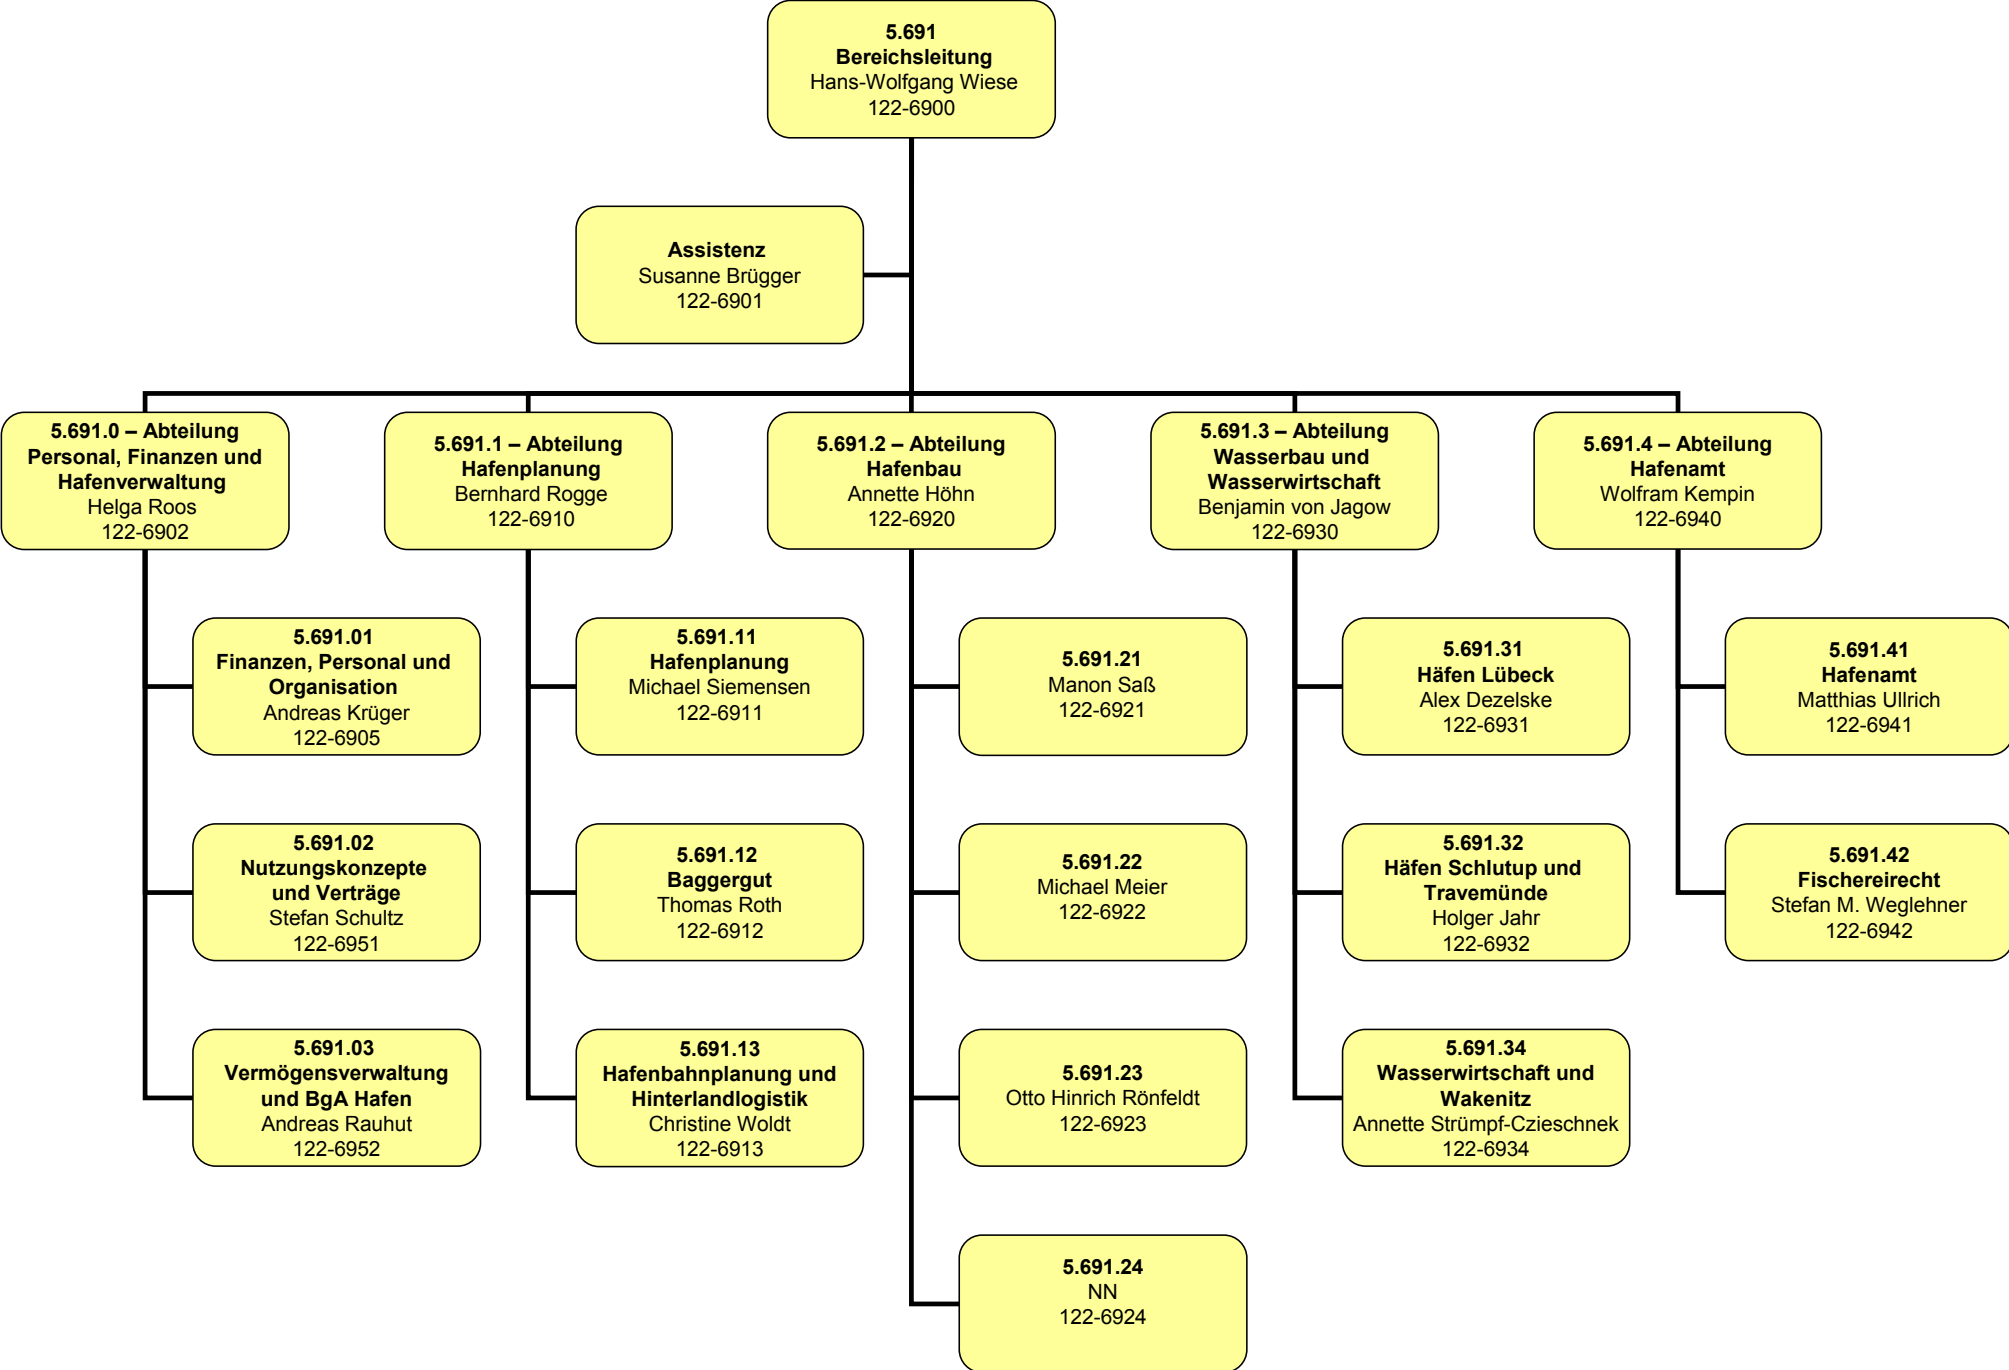 5.691
Bereichsleitung
Hans-Wolfgang Wiese
122-6900
Assistenz
Susanne Brügger
122-6901
5.691.0 – Abteilung
Personal, Finanzen und
Hafenverwaltung
Helga Roos
122-6902
5.691.1 – Abteilung
Hafenplanung
Bernhard Rogge
122-6910
5.691.2 – Abteilung
Hafenbau
Annette Höhn
122-6920
5.691.3 – Abteilung
Wasserbau und
Wasserwirtschaft
Benjamin von Jagow
122-6930
5.691.4 – Abteilung
Hafenamt
Wolfram Kempin
122-6940
5.691.01
Finanzen, Personal und
Organisation
Andreas Krüger
122-6905
5.691.11
Hafenplanung
Michael Siemensen
122-6911
5.691.21
Manon Saß
122-6921
5.691.31
Häfen Lübeck
Alex Dezelske
122-6931
5.691.41
Hafenamt
Matthias Ullrich
122-6941
5.691.02
Nutzungskonzepte
und Verträge
Stefan Schultz
122-6951
5.691.12
Baggergut
Thomas Roth
122-6912
5.691.22
Michael Meier
122-6922
5.691.32
Häfen Schlutup und
Travemünde
Holger Jahr
122-6932
5.691.42
Fischereirecht
Stefan M. Weglehner
122-6942
5.691.03
Vermögensverwaltung
und BgA Hafen
Andreas Rauhut
122-6952
5.691.13
Hafenbahnplanung und
Hinterlandlogistik
Christine Woldt
122-6913
5.691.23
Otto Hinrich Rönfeldt
122-6923
5.691.34
Wasserwirtschaft und
Wakenitz
Annette Strümpf-Czieschnek
122-6934
5.691.24
NN
122-6924